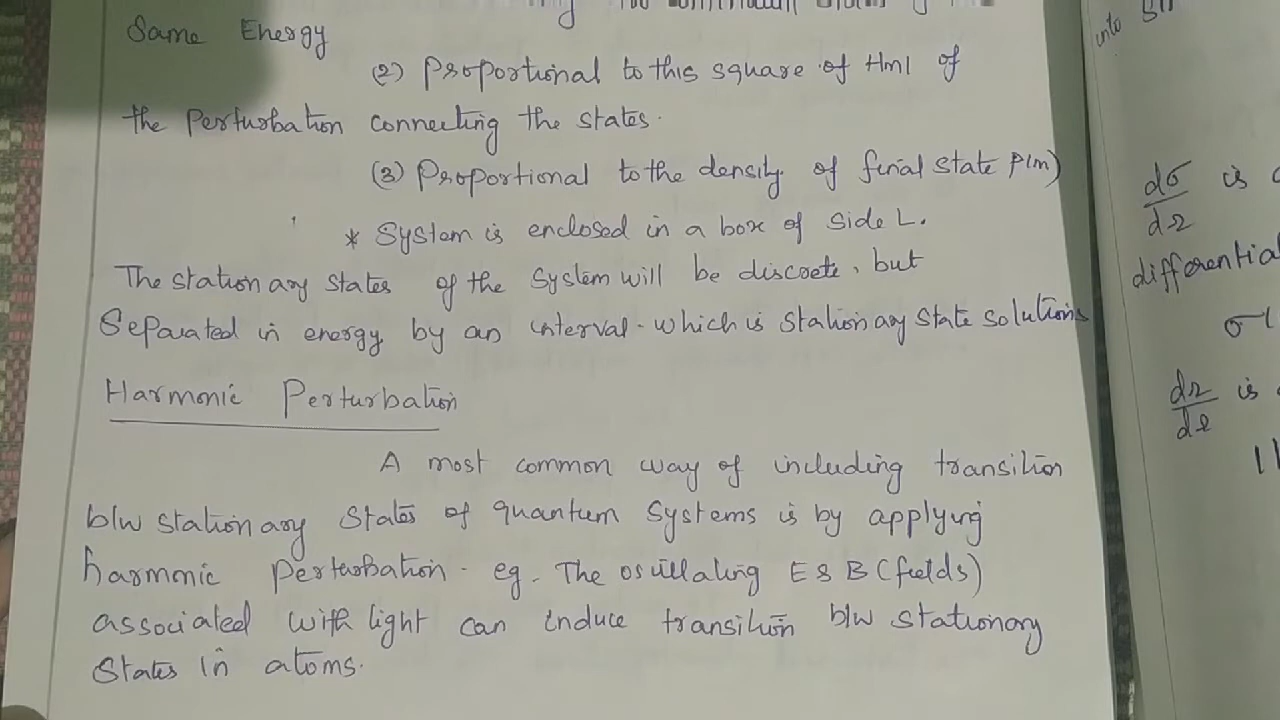 Same Energy
(2) Proportional to this square of Hml of
the Perturbation connecting the states.
(3) Proportional to the density of final state P(m)
* System is enclosed in a box of side L.
The stationary states of the system will be discrete, but
Separated in energy by an interval - which is stationary state solutions
Harmonic Perturbation
A most common way of including transition
b/w stationary states of quantum systems is by applying
harmonic perturbation - eg - The oscillating E & B (fields)
associated with light can induce transition b/w stationary
States in atoms.
into
dσ
dΩ
is
differential
σ
dΩ
de
is